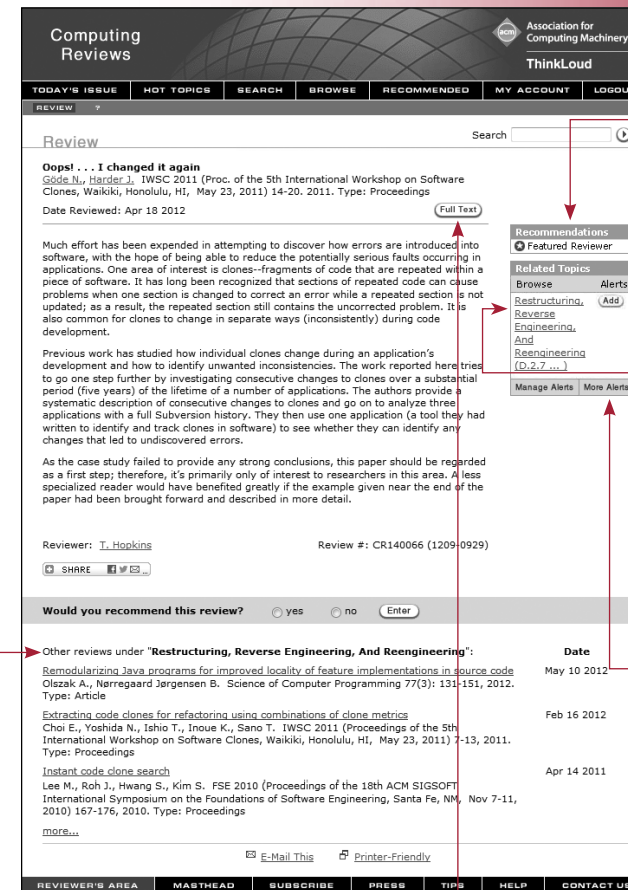 Computing
Reviews
acm
Association for
Computing Machinery
ThinkLoud
TODAY'S ISSUE HOT TOPICS SEARCH BROWSE RECOMMENDED MY ACCOUNT LOGOU
REVIEW ?
Review
Search
Oops! . . . I changed it again
Göde N., Harder J. IWSC 2011 (Proc. of the 5th International Workshop on Software
Clones, Waikiki, Honolulu, HI, May 23, 2011) 14-20. 2011. Type: Proceedings
Date Reviewed: Apr 18 2012
Full Text
Much effort has been expended in attempting to discover how errors are introduced into
software, with the hope of being able to reduce the potentially serious faults occurring in
applications. One area of interest is clones--fragments of code that are repeated within a
piece of software. It has long been recognized that sections of repeated code can cause
problems when one section is changed to correct an error while a repeated section is not
updated; as a result, the repeated section still contains the uncorrected problem. It is
also common for clones to change in separate ways (inconsistently) during code
development.
Previous work has studied how individual clones change during an application's
development and how to identify unwanted inconsistencies. The work reported here tries
to go one step further by investigating consecutive changes to clones over a substantial
period (five years) of the lifetime of a number of applications. The authors provide a
systematic description of consecutive changes to clones and go on to analyze three
applications with a full Subversion history. They then use one application (a tool they had
written to identify and track clones in software) to see whether they can identify any
changes that led to undiscovered errors.
As the case study failed to provide any strong conclusions, this paper should be regarded
as a first step; therefore, it's primarily only of interest to researchers in this area. A less
specialized reader would have benefited greatly if the example given near the end of the
paper had been brought forward and described in more detail.
Reviewer: T. Hopkins
Review #: CR140066 (1209-0929)
SHARE
Recommendations
Featured Reviewer
Related Topics
Browse Alerts
Restructuring, Add
Reverse
Engineering,
And
Reengineering
(D.2.7 ... )
Manage Alerts More Alerts
Would you recommend this review? yes no Enter
Other reviews under "Restructuring, Reverse Engineering, And Reengineering": Date
Remodularizing Java programs for improved locality of feature implementations in source code May 10 2012
Olszak A., Nørregaard Jørgensen B. Science of Computer Programming 77(3): 131-151, 2012.
Type: Article
Extracting code clones for refactoring using combinations of clone metrics Feb 16 2012
Choi E., Yoshida N., Ishio T., Inoue K., Sano T. IWSC 2011 (Proceedings of the 5th
International Workshop on Software Clones, Waikiki, Honolulu, HI, May 23, 2011) 7-13, 2011.
Type: Proceedings
Instant code clone search Apr 14 2011
Lee M., Roh J., Hwang S., Kim S. FSE 2010 (Proceedings of the 18th ACM SIGSOFT
International Symposium on the Foundations of Software Engineering, Santa Fe, NM, Nov 7-11,
2010) 167-176, 2010. Type: Proceedings
more...
E-Mail This Printer-Friendly
REVIEWER'S AREA MASTHEAD SUBSCRIBE PRESS TIPS HELP CONTACT US